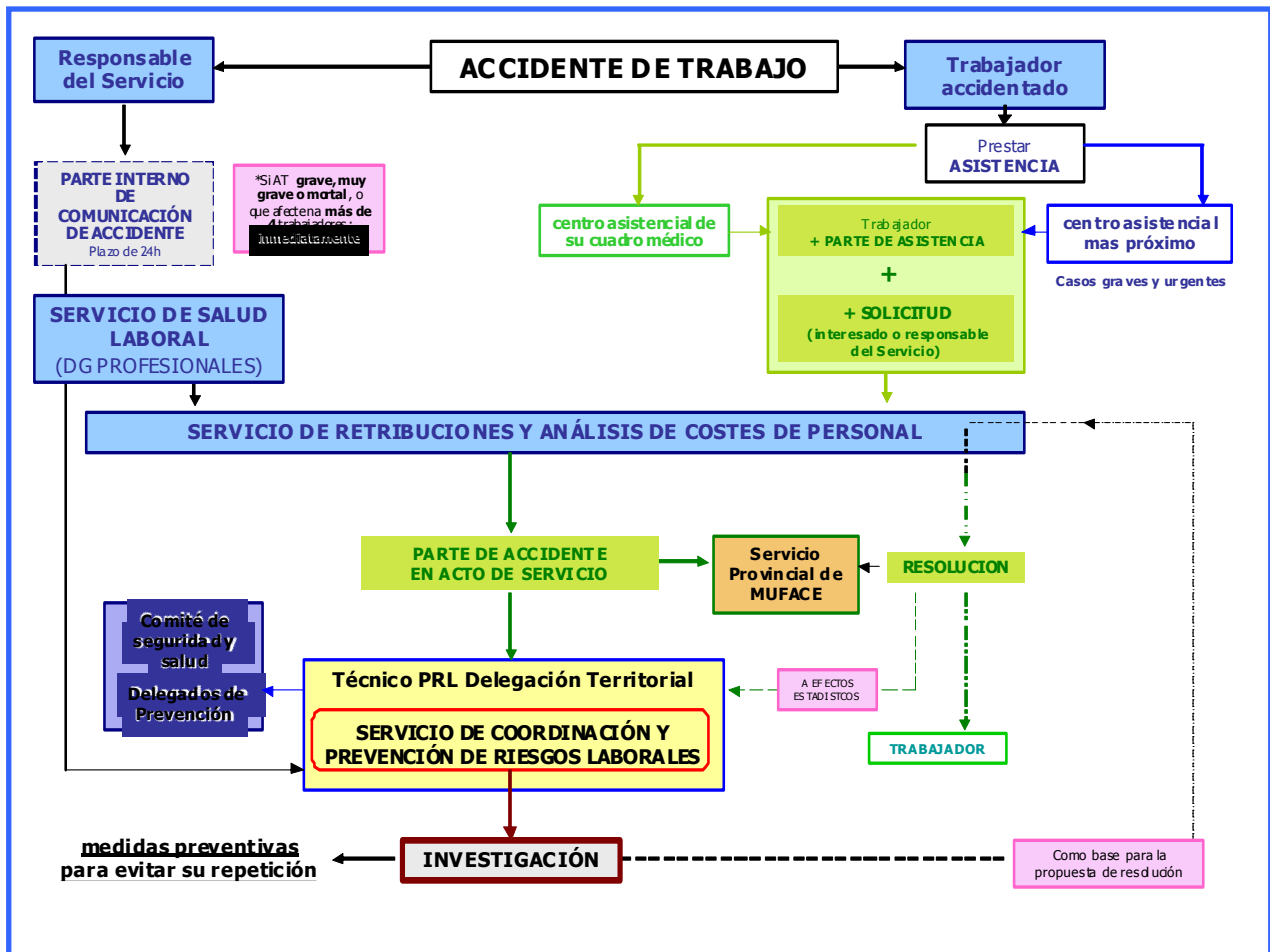 ACCIDENTE DE TRABAJO
Responsable
del Servicio
Trabajador
accidentado
Prestar
ASISTENCIA
PARTE INTERNO
DE
COMUNICACIÓN
DE ACCIDENTE
Plazo de 24h
*Si AT grave, muy
grave o mortal, o
que afecten a más de
4 trabajadores:
inmediatamente
centro asistencial de
su cuadro médico
Trabajador
+ PARTE DE ASISTENCIA
+
+ SOLICITUD
(interesado o responsable
del Servicio)
centro asistencial
mas próximo
Casos graves y urgentes
SERVICIO DE SALUD
LABORAL
(DG PROFESIONALES)
SERVICIO DE RETRIBUCIONES Y ANÁLISIS DE COSTES DE PERSONAL
PARTE DE ACCIDENTE
EN ACTO DE SERVICIO
Servicio
Provincial de
MUFACE
RESOLUCION
Comité de
seguridad y
salud
Delegados de
Prevención
Técnico PRL Delegación Territorial
SERVICIO DE COORDINACIÓN Y
PREVENCIÓN DE RIESGOS LABORALES
A EFECTOS
ESTADISTCOS
TRABAJADOR
medidas preventivas
para evitar su repetición
INVESTIGACIÓN
Como base para la
propuesta de resolución